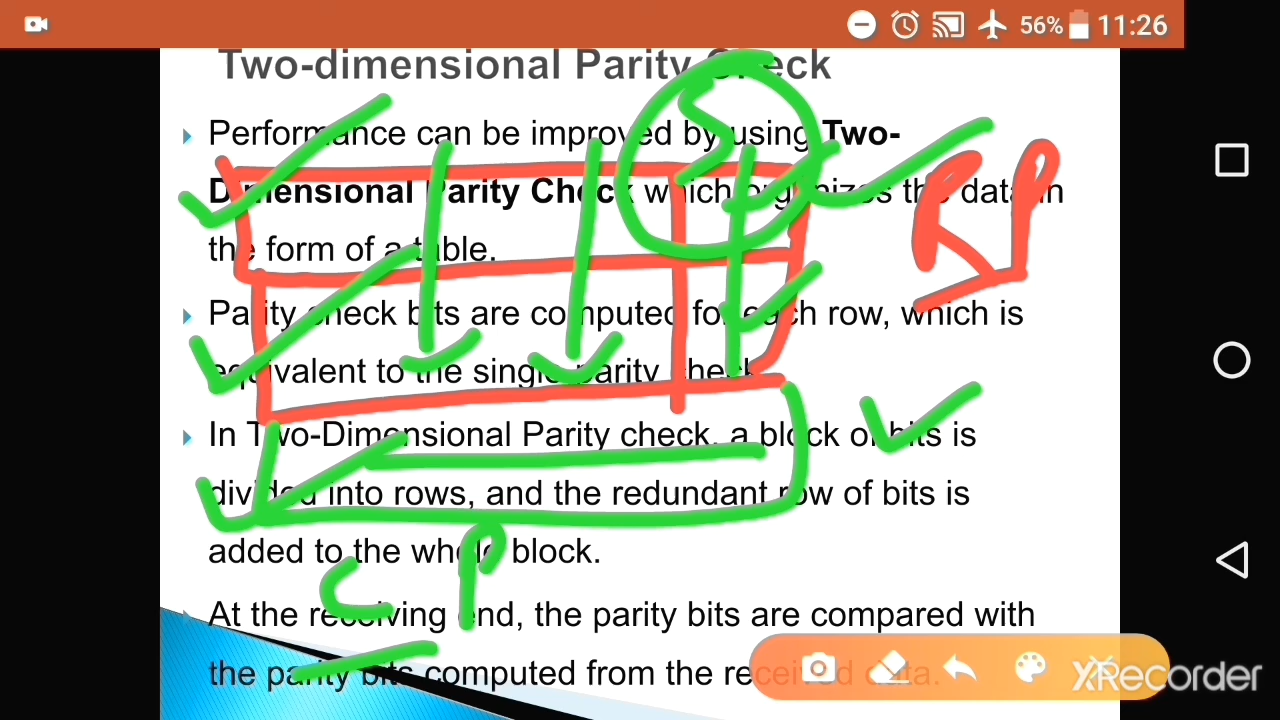 56% 11:26
Two-dimensional Parity Check
Performance can be improved by using Two-
Dimensional Parity Check which organizes the data in
the form of a table.
Parity check bits are computed for each row, which is
equivalent to the single parity check.
In Two-Dimensional Parity check, a block of bits is
divided into rows, and the redundant row of bits is
added to the whole block.
At the receiving end, the parity bits are compared with
the parity bits computed from the received data.
RP
CP
XRecorder